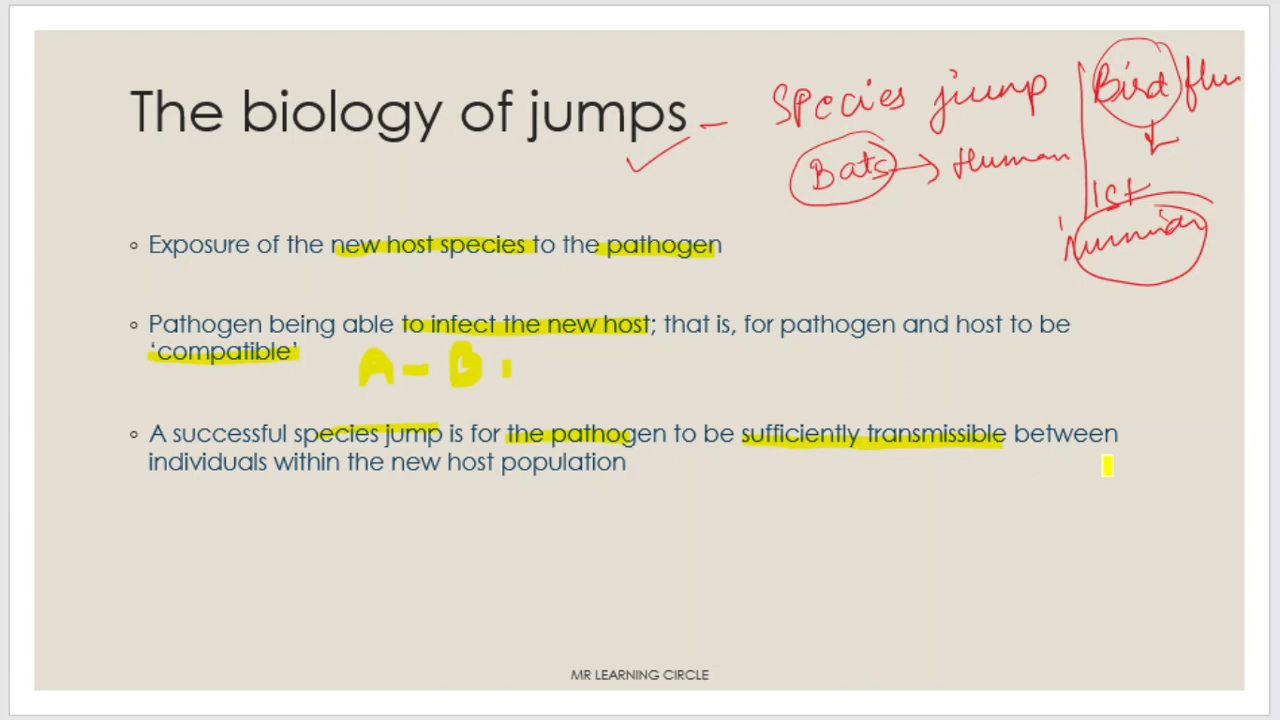 The biology of jumps - Species jump
Bird flu
Bats → Human
1st
human
◦ Exposure of the new host species to the pathogen
◦ Pathogen being able to infect the new host; that is, for pathogen and host to be
‘compatible’
A - B
◦ A successful species jump is for the pathogen to be sufficiently transmissible between
individuals within the new host population
MR LEARNING CIRCLE